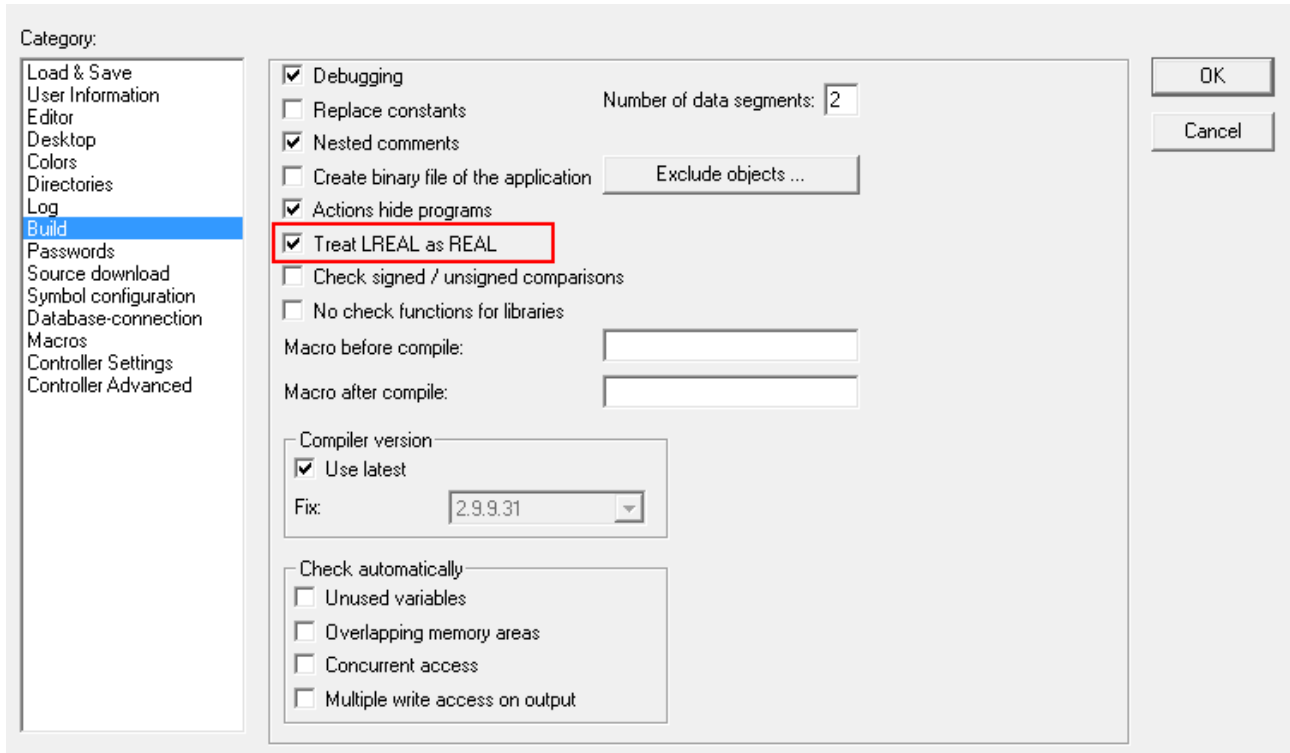 Category:
Load & Save
User Information
Editor
Desktop
Colors
Directories
Log
Build
Passwords
Source download
Symbol configuration
Database-connection
Macros
Controller Settings
Controller Advanced
Debugging
Replace constants
Number of data segments: 2
Nested comments
Create binary file of the application
Exclude objects ...
Actions hide programs
Treat LREAL as REAL
Check signed / unsigned comparisons
No check functions for libraries
Macro before compile:
Macro after compile:
Compiler version
Use latest
Fix: 2.9.9.31
Check automatically
Unused variables
Overlapping memory areas
Concurrent access
Multiple write access on output
OK
Cancel